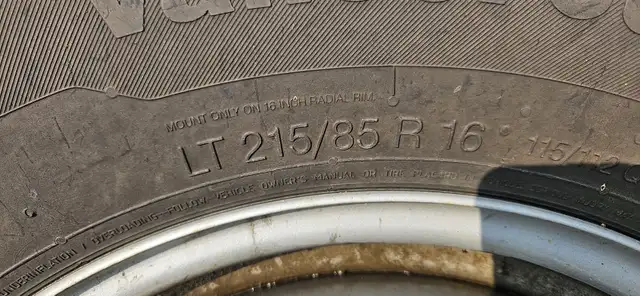 MOUNT ONLY ON 16 INCH RADIAL RIM.
LT 215/85 R 16 115/112 Q
UNDERINFLATION / OVERLOADING - FOLLOW VEHICLE OWNER'S MANUAL OR TIRE